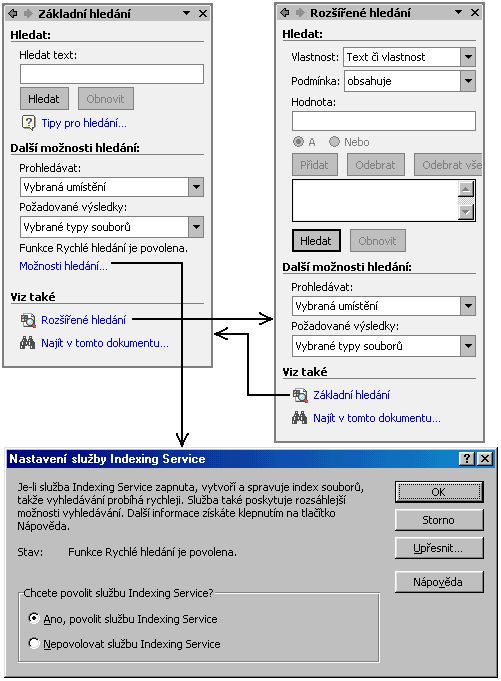 Základní hledání
Hledat:
Hledat text:
Hledat
Obnovit
Tipy pro hledání...
Další možnosti hledání:
Prohledávat:
Vybraná umístění
Požadované výsledky:
Vybrané typy souborů
Funkce Rychlé hledání je povolena.
Možnosti hledání...
Viz také
Rozšířené hledání
Najít v tomto dokumentu...
Rozšířené hledání
Hledat:
Vlastnost: Text či vlastnost
Podmínka: obsahuje
Hodnota:
A Nebo
Přidat Odebrat Odebrat vše
Hledat Obnovit
Další možnosti hledání:
Prohledávat:
Vybraná umístění
Požadované výsledky:
Vybrané typy souborů
Viz také
Základní hledání
Najít v tomto dokumentu...
Nastavení služby Indexing Service
Je-li služba Indexing Service zapnuta, vytvoří a spravuje index souborů,
takže vyhledávání probíhá rychleji. Služba také poskytuje rozsáhlejší
možnosti vyhledávání. Další informace získáte klepnutím na tlačítko
Nápověda.
Stav: Funkce Rychlé hledání je povolena.
Chcete povolit službu Indexing Service?
Ano, povolit službu Indexing Service
Nepovolovat službu Indexing Service
OK
Storno
Upřesnit...
Nápověda